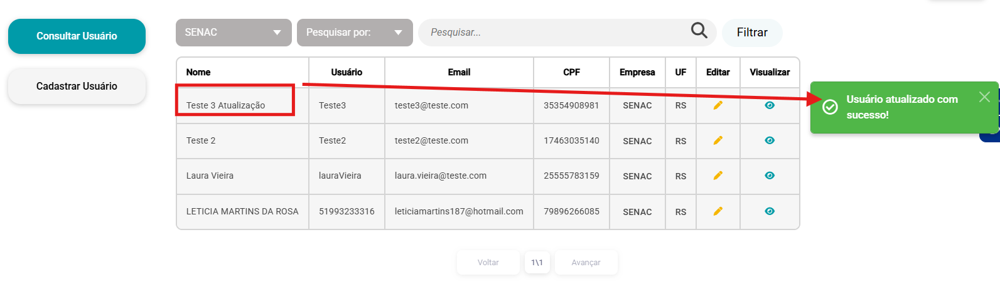 Consultar Usuário
Cadastrar Usuário
SENAC Pesquisar por: Pesquisar... Filtrar
Nome Usuário Email CPF Empresa UF Editar Visualizar
Teste 3 Atualização Teste3 teste3@teste.com 35354908981 SENAC RS
Teste 2 Teste2 teste2@teste.com 17463035140 SENAC RS
Laura Vieira lauraVieira laura.vieira@teste.com 25555783159 SENAC RS
LETICIA MARTINS DA ROSA 51993233316 leticiamartins187@hotmail.com 79896266085 SENAC RS
Usuário atualizado com
sucesso!
Voltar 1\1 Avançar